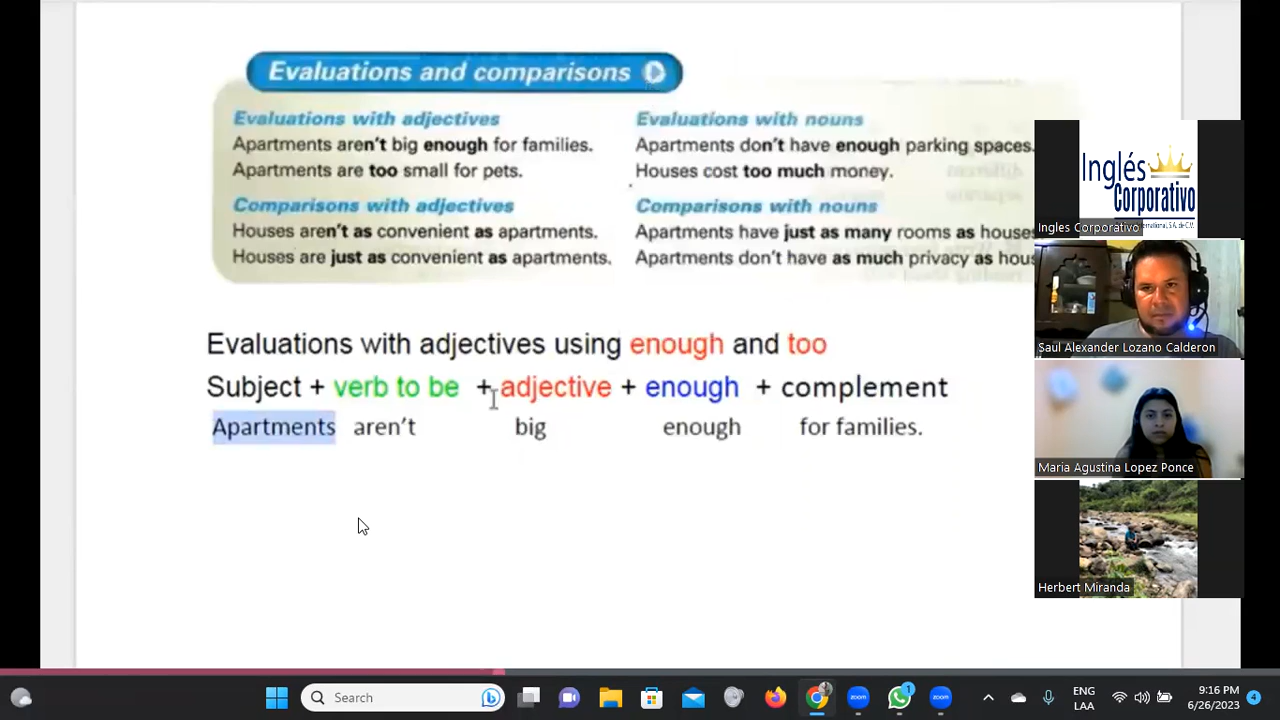 Evaluations and comparisons
Evaluations with adjectives
Apartments aren't big enough for families.
Apartments are too small for pets.
Comparisons with adjectives
Houses aren't as convenient as apartments.
Houses are just as convenient as apartments.
Evaluations with nouns
Apartments don't have enough parking spaces.
Houses cost too much money.
Comparisons with nouns
Apartments have just as many rooms as houses
Apartments don't have as much privacy as hous
Evaluations with adjectives using enough and too
Subject + verb to be + adjective + enough + complement
Apartments aren't big enough for families.
Inglés
Corporativo
Ingles Corporativo
Saul Alexander Lozano Calderon
Maria Agustina Lopez Ponce
Herbert Miranda
Search
1
ENG
LAA
9:16 PM
6/26/2023
4